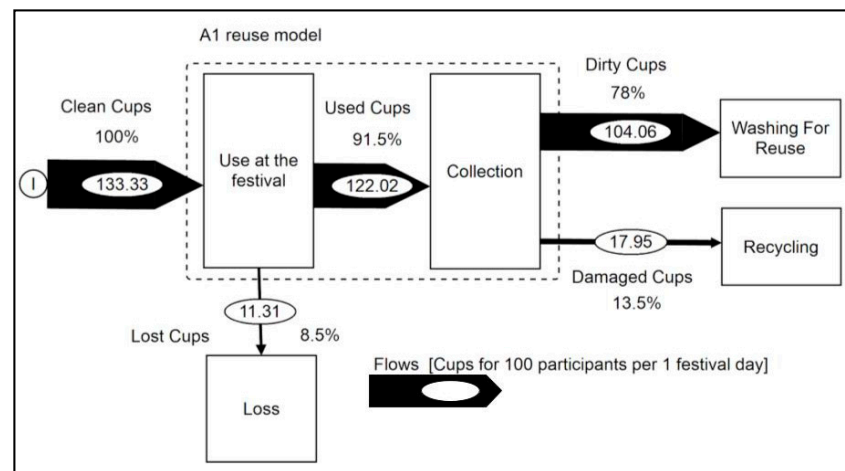 A1 reuse model
Clean Cups
100%
I
133.33
Use at the
festival
Used Cups
91.5%
122.02
Collection
Dirty Cups
78%
104.06
Washing For
Reuse
17.95
Damaged Cups
13.5%
Recycling
11.31
Lost Cups
8.5%
Loss
Flows [Cups for 100 participants per 1 festival day]